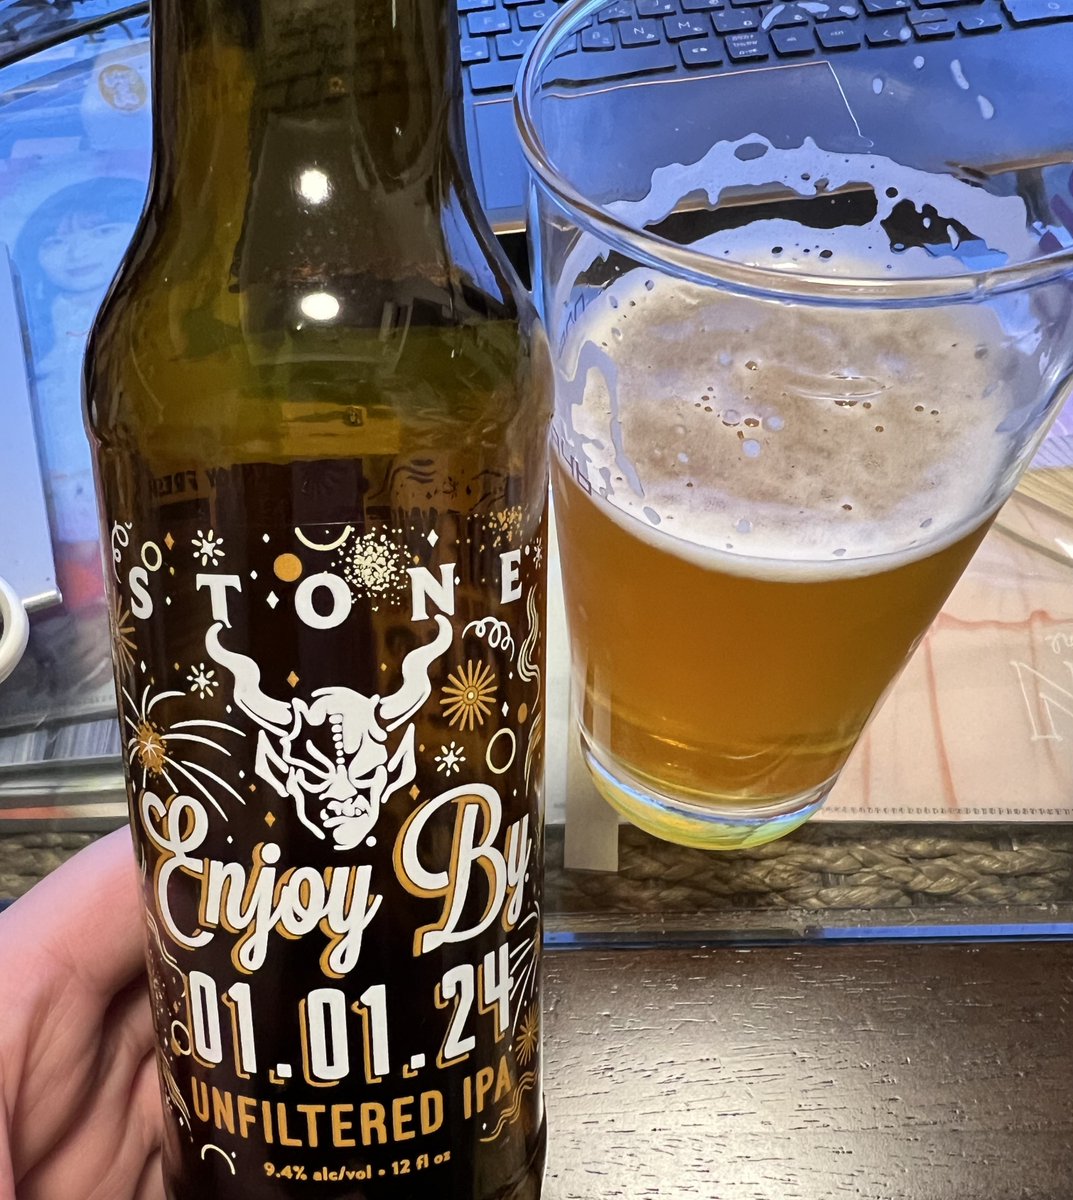 STONE
Enjoy By
01.01.24
UNFILTERED IPA
9.4% alc/vol • 12 fl oz